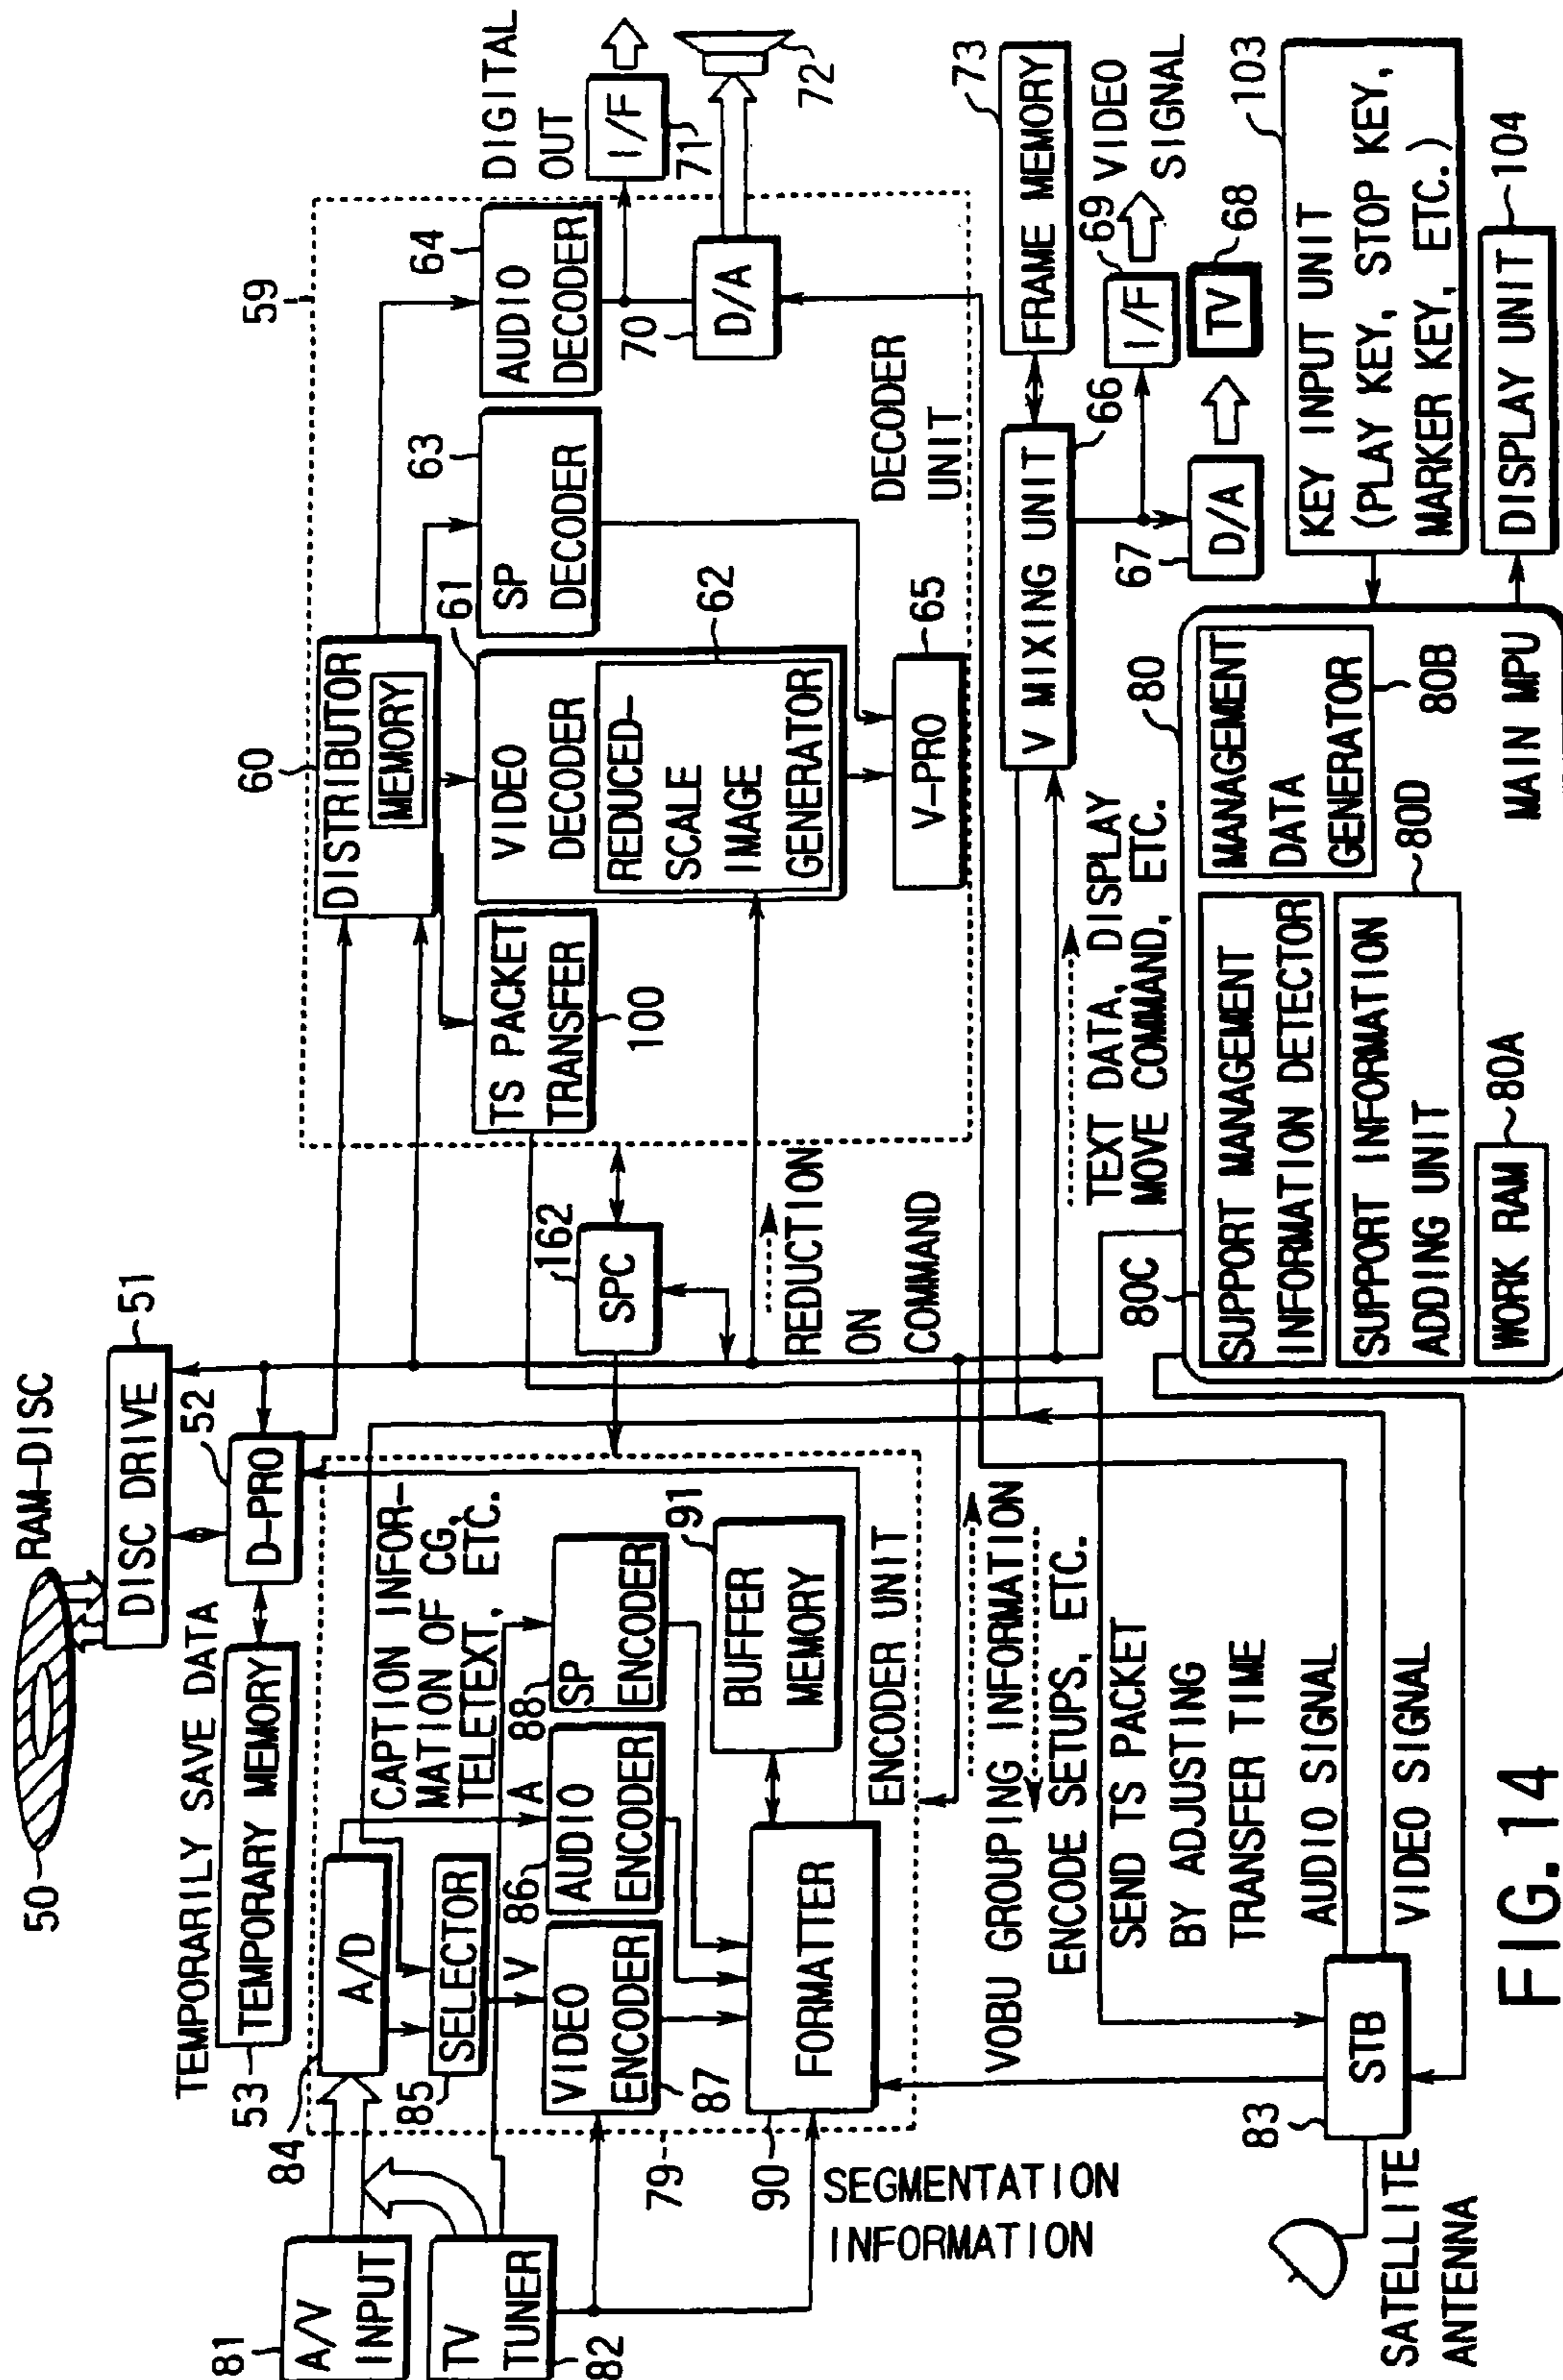 RAM-DISC
50
DISC DRIVE
51
TEMPORARILY SAVE DATA
TEMPORARY MEMORY
53
D-PRO
52
81
A/V
INPUT
TV
TUNER
82
84
A/D
CAPTION INFOR-
MATION OF CG,
TELETEXT, ETC.
SELECTOR
85
V
A
VIDEO
ENCODER
87
86
AUDIO
ENCODER
88
SP
ENCODER
91
BUFFER
MEMORY
FORMATTER
90
79
ENCODER UNIT
SEGMENTATION
INFORMATION
VOBU GROUPING INFORMATION
ENCODE SETUPS, ETC.
SEND TS PACKET
BY ADJUSTING
TRANSFER TIME
AUDIO SIGNAL
VIDEO SIGNAL
STB
83
SATELLITE
ANTENNA
162
SPC
REDUCTION
ON
COMMAND
59
60
DISTRIBUTOR
MEMORY
TS PACKET
TRANSFER
100
61
VIDEO
DECODER
REDUCED-
SCALE
IMAGE
GENERATOR
62
63
SP
DECODER
64
AUDIO
DECODER
V-PRO
65
DECODER
UNIT
70
D/A
DIGITAL
OUT
I/F
71
72
73
FRAME MEMORY
V MIXING UNIT
66
69
I/F
VIDEO
SIGNAL
67
D/A
TV
68
TEXT DATA, DISPLAY
MOVE COMMAND, ETC.
KEY INPUT UNIT
(PLAY KEY, STOP KEY,
MARKER KEY, ETC.)
103
DISPLAY UNIT
104
80
MAIN MPU
80C
SUPPORT MANAGEMENT
INFORMATION DETECTOR
MANAGEMENT
DATA
GENERATOR
80B
SUPPORT INFORMATION
ADDING UNIT
80D
WORK RAM
80A
FIG. 14